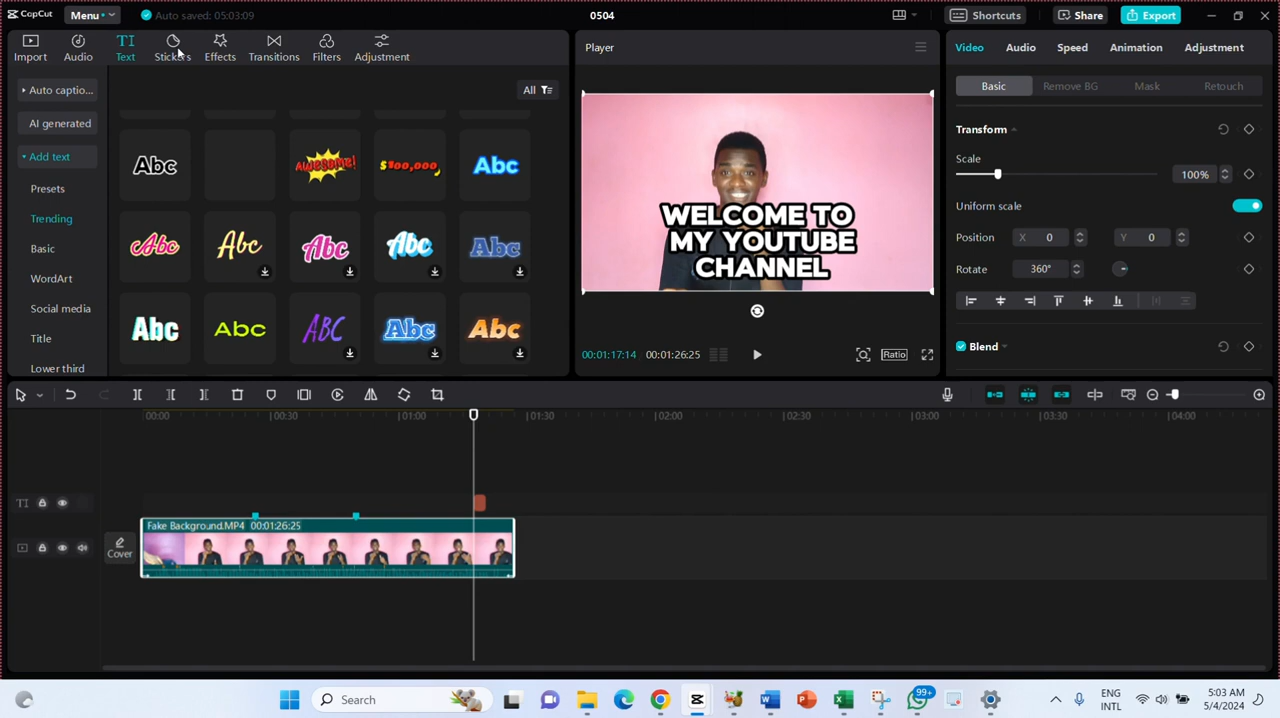 CapCut
Menu
Auto saved: 05:03:09
0504
Shortcuts
Share
Export
Import
Audio
TI
Text
Stickers
Effects
Transitions
Filters
Adjustment
Auto captio...
AI generated
Add text
Presets
Trending
Basic
WordArt
Social media
Title
Lower third
All
Abc
AWESOME!
$100,000
Abc
Abc
Abc
Abc
Abc
Abc
Abc
Abc
ABC
Abc
Abc
Player
WELCOME TO
MY YOUTUBE
CHANNEL
00:01:17:14
00:01:26:25
Ratio
Video
Audio
Speed
Animation
Adjustment
Basic
Remove BG
Mask
Retouch
Transform
Scale
100%
Uniform scale
Position
X 0
Y 0
Rotate
360°
Blend
00:00
00:30
01:00
01:30
02:00
02:30
03:00
03:30
04:00
TI
Cover
Fake Background.MP4 00:01:26:25
Search
99+
ENG
INTL
5:03 AM
5/4/2024